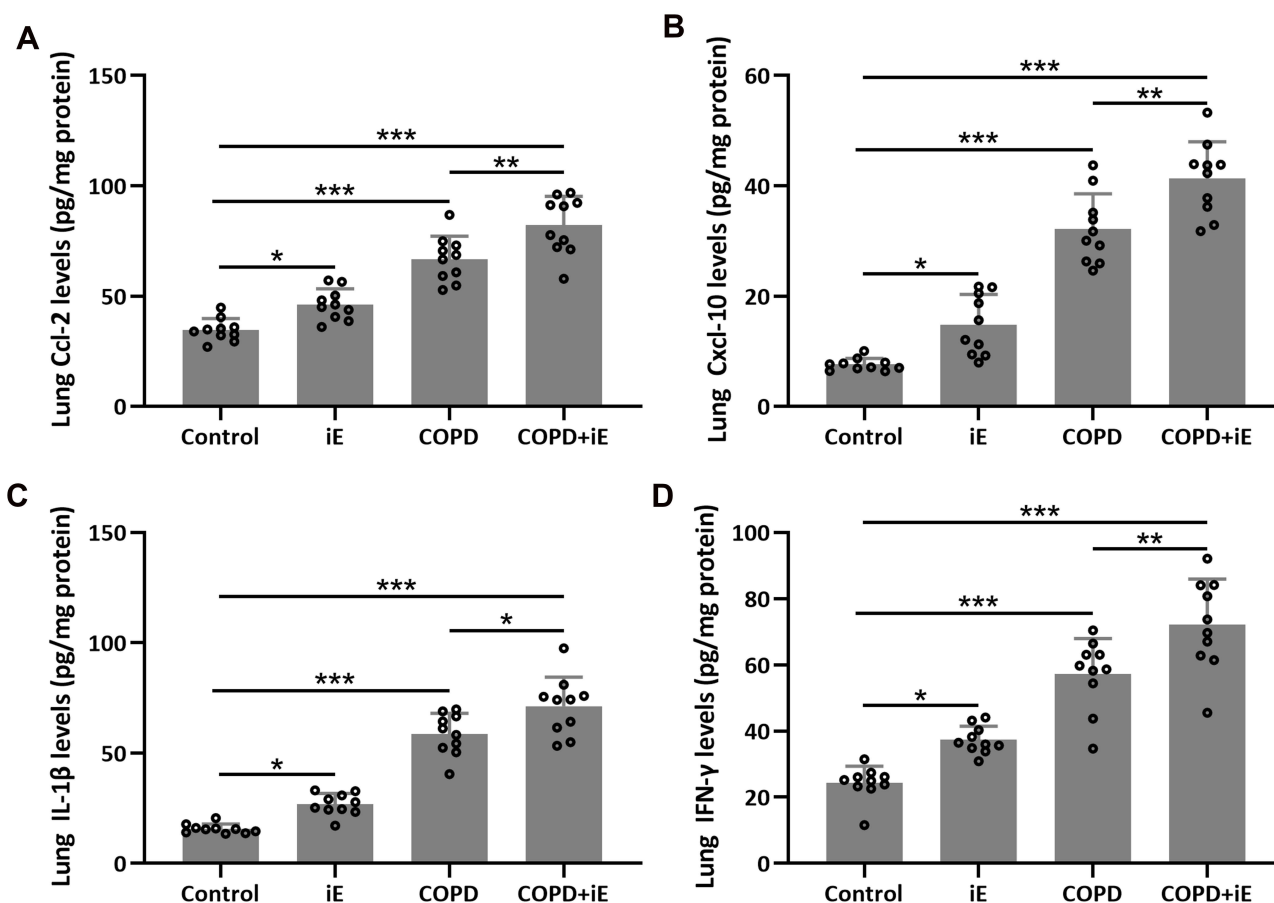 A
Lung Ccl-2 levels (pg/mg protein)
150
100
50
0
***
**
***
*
Control iE COPD COPD+iE
B
Lung Cxcl-10 levels (pg/mg protein)
60
40
20
0
***
**
***
*
Control iE COPD COPD+iE
C
Lung IL-1β levels (pg/mg protein)
150
100
50
0
***
*
***
*
Control iE COPD COPD+iE
D
Lung IFN-γ levels (pg/mg protein)
100
80
60
40
20
0
***
**
***
*
Control iE COPD COPD+iE